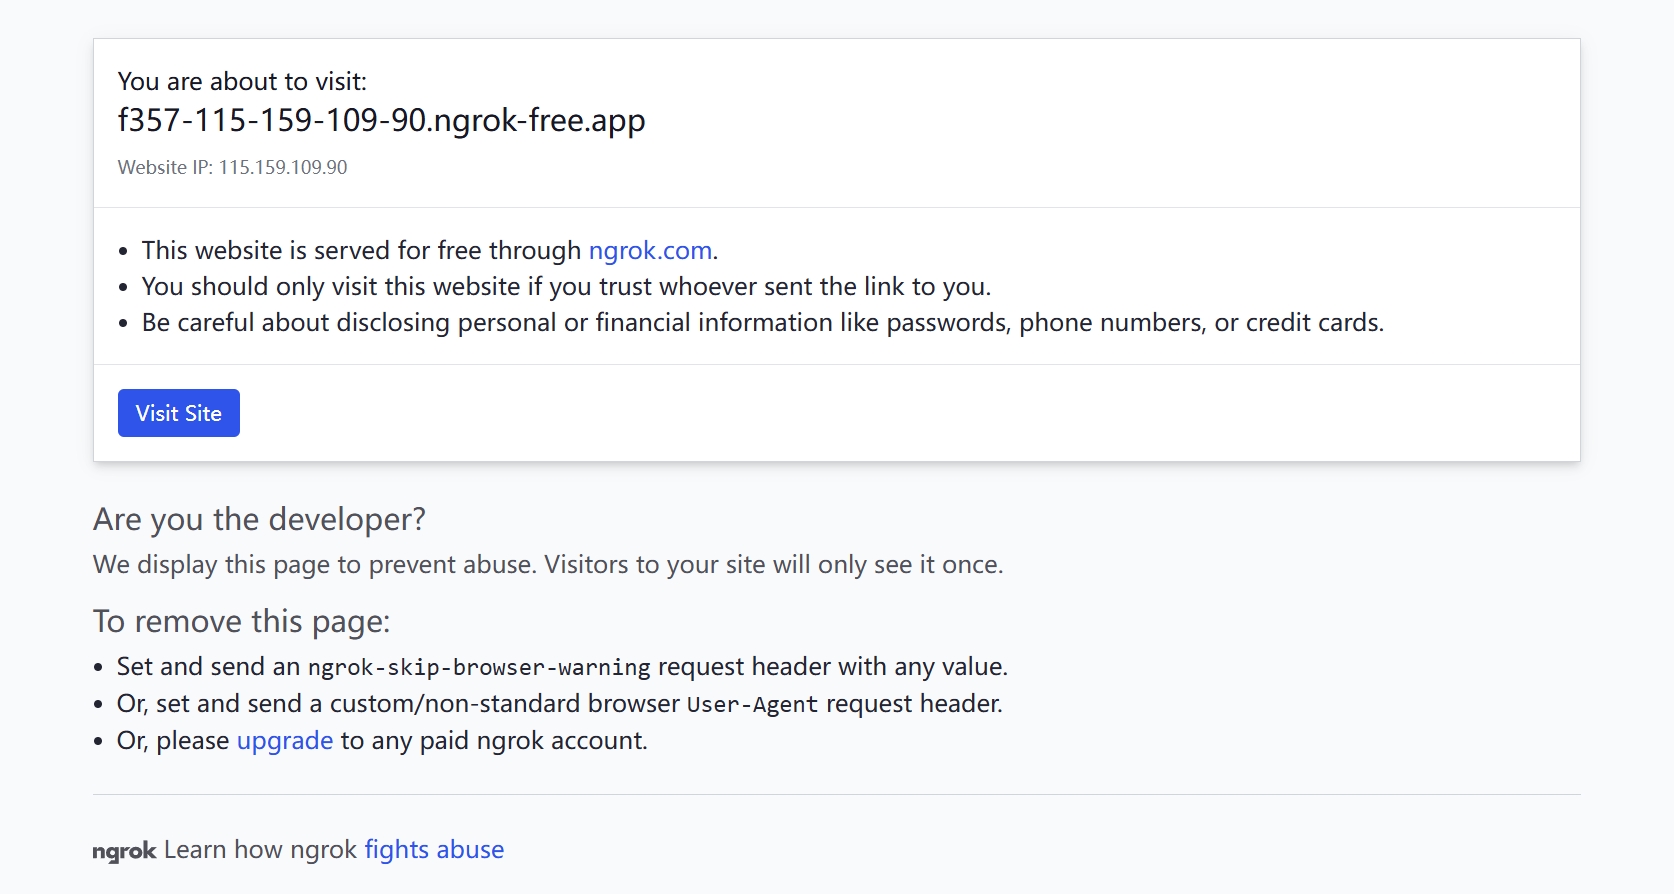 You are about to visit:
f357-115-159-109-90.ngrok-free.app
Website IP: 115.159.109.90
• This website is served for free through ngrok.com.
• You should only visit this website if you trust whoever sent the link to you.
• Be careful about disclosing personal or financial information like passwords, phone numbers, or credit cards.
Visit Site
Are you the developer?
We display this page to prevent abuse. Visitors to your site will only see it once.
To remove this page:
• Set and send an ngrok-skip-browser-warning request header with any value.
• Or, set and send a custom/non-standard browser User-Agent request header.
• Or, please upgrade to any paid ngrok account.
ngrok Learn how ngrok fights abuse